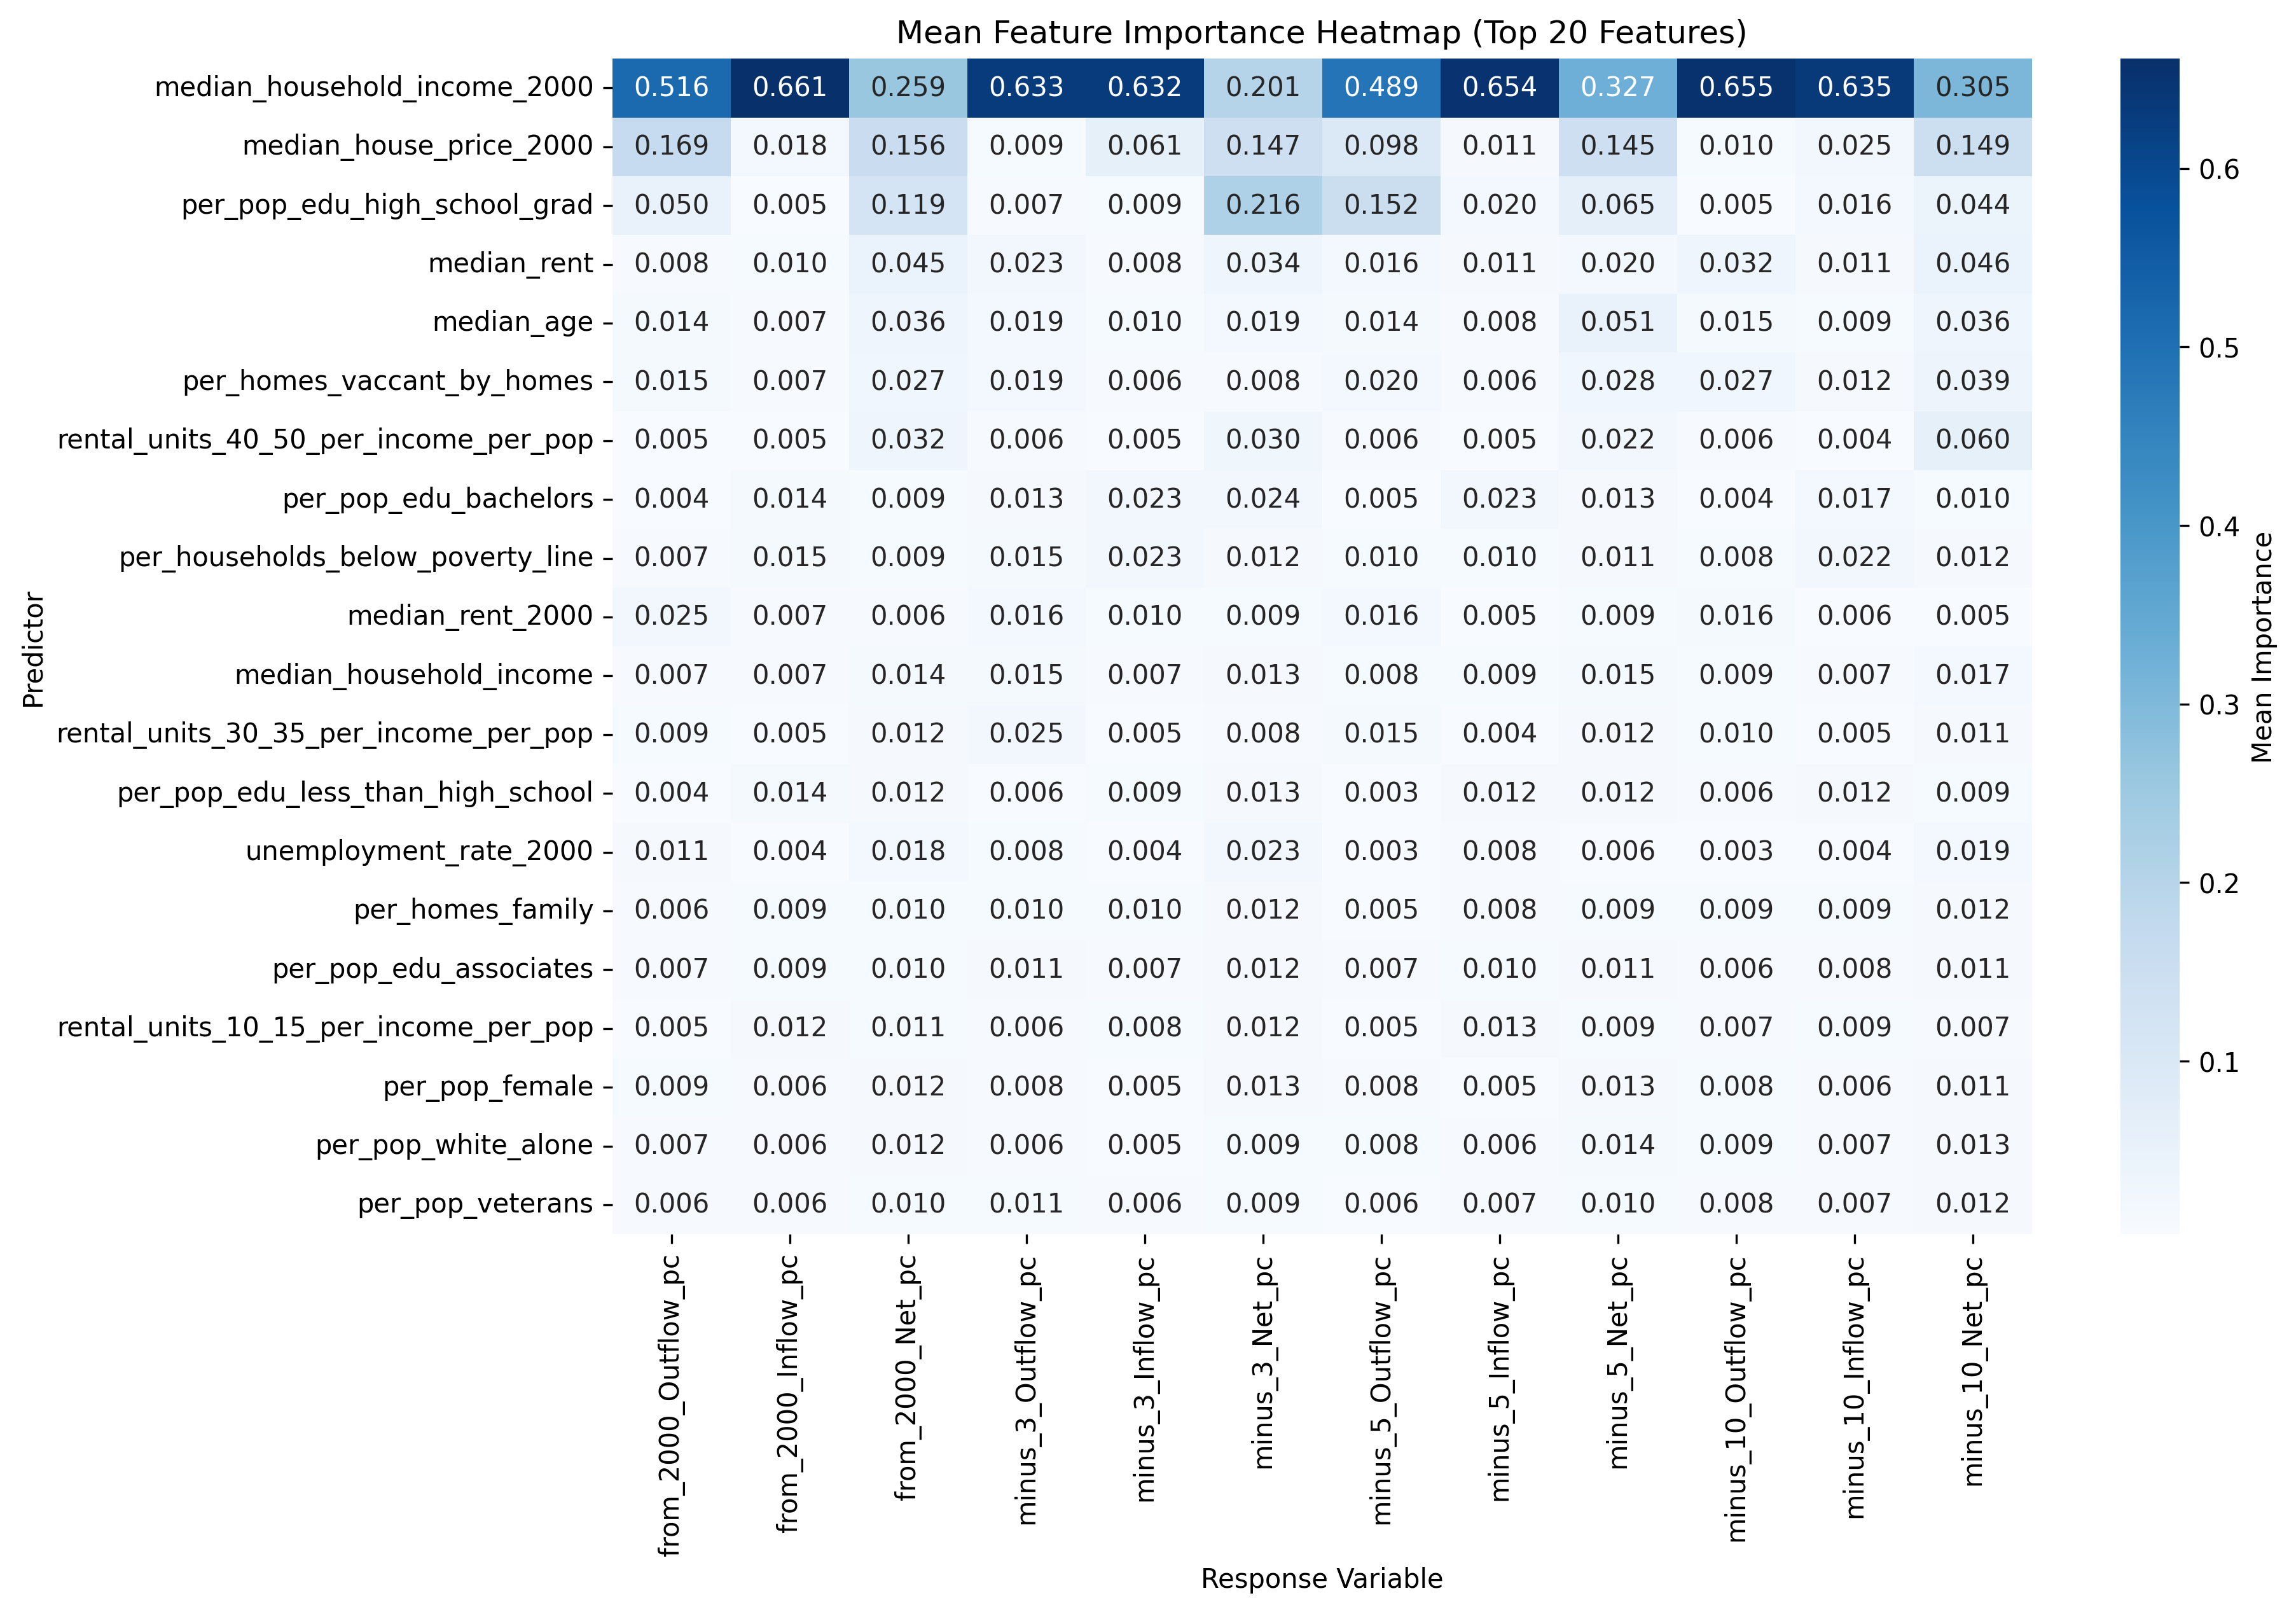 Mean Feature Importance Heatmap (Top 20 Features)
median_household_income_2000 0.516 0.661 0.259 0.633 0.632 0.201 0.489 0.654 0.327 0.655 0.635 0.305
median_house_price_2000 0.169 0.018 0.156 0.009 0.061 0.147 0.098 0.011 0.145 0.010 0.025 0.149
per_pop_edu_high_school_grad 0.050 0.005 0.119 0.007 0.009 0.216 0.152 0.020 0.065 0.005 0.016 0.044
median_rent 0.008 0.010 0.045 0.023 0.008 0.034 0.016 0.011 0.020 0.032 0.011 0.046
median_age 0.014 0.007 0.036 0.019 0.010 0.019 0.014 0.008 0.051 0.015 0.009 0.036
per_homes_vaccant_by_homes 0.015 0.007 0.027 0.019 0.006 0.008 0.020 0.006 0.028 0.027 0.012 0.039
rental_units_40_50_per_income_per_pop 0.005 0.005 0.032 0.006 0.005 0.030 0.006 0.005 0.022 0.006 0.004 0.060
per_pop_edu_bachelors 0.004 0.014 0.009 0.013 0.023 0.024 0.005 0.023 0.013 0.004 0.017 0.010
per_households_below_poverty_line 0.007 0.015 0.009 0.015 0.023 0.012 0.010 0.010 0.011 0.008 0.022 0.012
median_rent_2000 0.025 0.007 0.006 0.016 0.010 0.009 0.016 0.005 0.009 0.016 0.006 0.005
median_household_income 0.007 0.007 0.014 0.015 0.007 0.013 0.008 0.009 0.015 0.009 0.007 0.017
rental_units_30_35_per_income_per_pop 0.009 0.005 0.012 0.025 0.005 0.008 0.015 0.004 0.012 0.010 0.005 0.011
per_pop_edu_less_than_high_school 0.004 0.014 0.012 0.006 0.009 0.013 0.003 0.012 0.012 0.006 0.012 0.009
unemployment_rate_2000 0.011 0.004 0.018 0.008 0.004 0.023 0.003 0.008 0.006 0.003 0.004 0.019
per_homes_family 0.006 0.009 0.010 0.010 0.010 0.012 0.005 0.008 0.009 0.009 0.009 0.012
per_pop_edu_associates 0.007 0.009 0.010 0.011 0.007 0.012 0.007 0.010 0.011 0.006 0.008 0.011
rental_units_10_15_per_income_per_pop 0.005 0.012 0.011 0.006 0.008 0.012 0.005 0.013 0.009 0.007 0.009 0.007
per_pop_female 0.009 0.006 0.012 0.008 0.005 0.013 0.008 0.005 0.013 0.008 0.006 0.011
per_pop_white_alone 0.007 0.006 0.012 0.006 0.005 0.009 0.008 0.006 0.014 0.009 0.007 0.013
per_pop_veterans 0.006 0.006 0.010 0.011 0.006 0.009 0.006 0.007 0.010 0.008 0.007 0.012
Predictor
from_2000_Outflow_pc
from_2000_Inflow_pc
from_2000_Net_pc
minus_3_Outflow_pc
minus_3_Inflow_pc
minus_3_Net_pc
minus_5_Outflow_pc
minus_5_Inflow_pc
minus_5_Net_pc
minus_10_Outflow_pc
minus_10_Inflow_pc
minus_10_Net_pc
Response Variable
0.6
0.5
0.4
0.3
0.2
0.1
Mean Importance